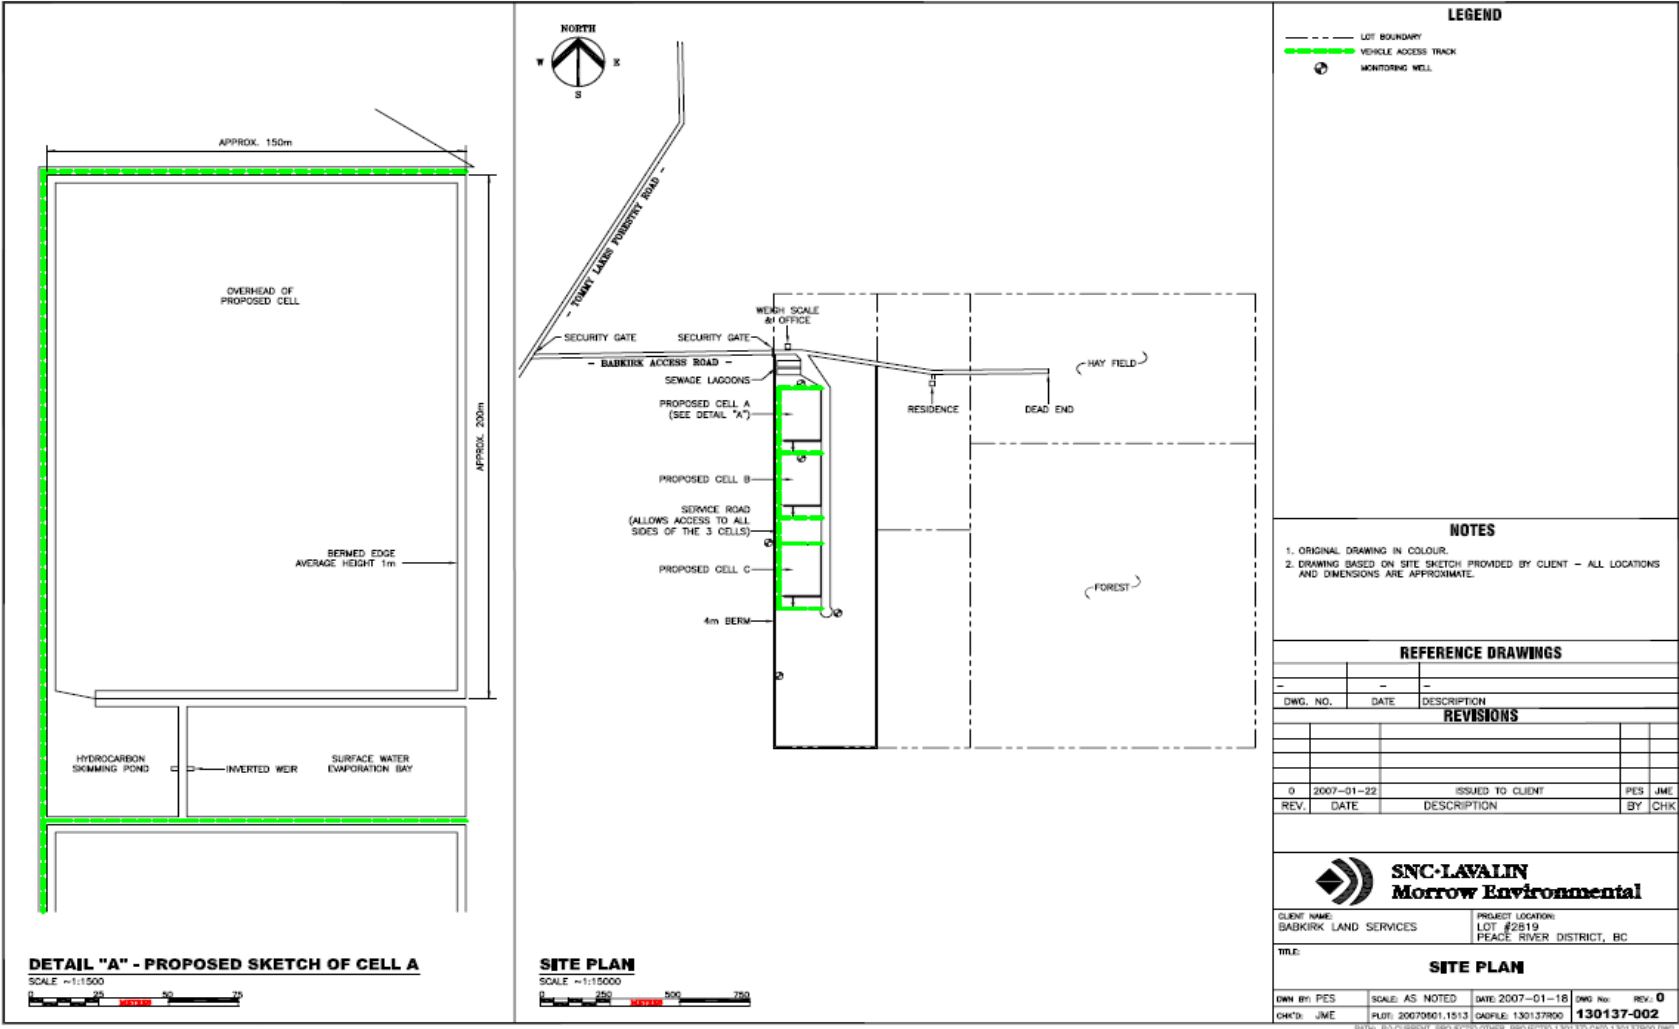 APPROX. 150m
OVERHEAD OF
PROPOSED CELL
APPROX. 200m
BERMED EDGE
AVERAGE HEIGHT 1m
HYDROCARBON
SKIMMING POND
INVERTED WEIR
SURFACE WATER
EVAPORATION BAY
DETAIL "A" - PROPOSED SKETCH OF CELL A
SCALE ~1:1500
0 25 METRES 50 75
NORTH
W E
S
- TOMMY LAKES FORESTRY ROAD -
WEIGH SCALE
& OFFICE
SECURITY GATE
SECURITY GATE
- BABKIRK ACCESS ROAD -
SEWAGE LAGOONS
PROPOSED CELL A
(SEE DETAIL "A")
PROPOSED CELL B
SERVICE ROAD
(ALLOWS ACCESS TO ALL
SIDES OF THE 3 CELLS)
PROPOSED CELL C
4m BERM
RESIDENCE
DEAD END
HAY FIELD
FOREST
SITE PLAN
SCALE ~1:15000
0 250 METRES 500 750
LEGEND
LOT BOUNDARY
VEHICLE ACCESS TRACK
MONITORING WELL
NOTES
1. ORIGINAL DRAWING IN COLOUR.
2. DRAWING BASED ON SITE SKETCH PROVIDED BY CLIENT – ALL LOCATIONS
AND DIMENSIONS ARE APPROXIMATE.
REFERENCE DRAWINGS
– – –
DWG. NO. DATE DESCRIPTION
REVISIONS
0 2007-01-22 ISSUED TO CLIENT PES JME
REV. DATE DESCRIPTION BY CHK
SNC·LAVALIN
Morrow Environmental
CLIENT NAME:
BABKIRK LAND SERVICES
PROJECT LOCATION:
LOT #2819
PEACE RIVER DISTRICT, BC
TITLE:
SITE PLAN
DWN BY: PES SCALE: AS NOTED DATE: 2007-01-18 DWG No: REV.: 0
CHK'D: JME PLOT: 20070601.1513 CADFILE: 130137R00 130137-002